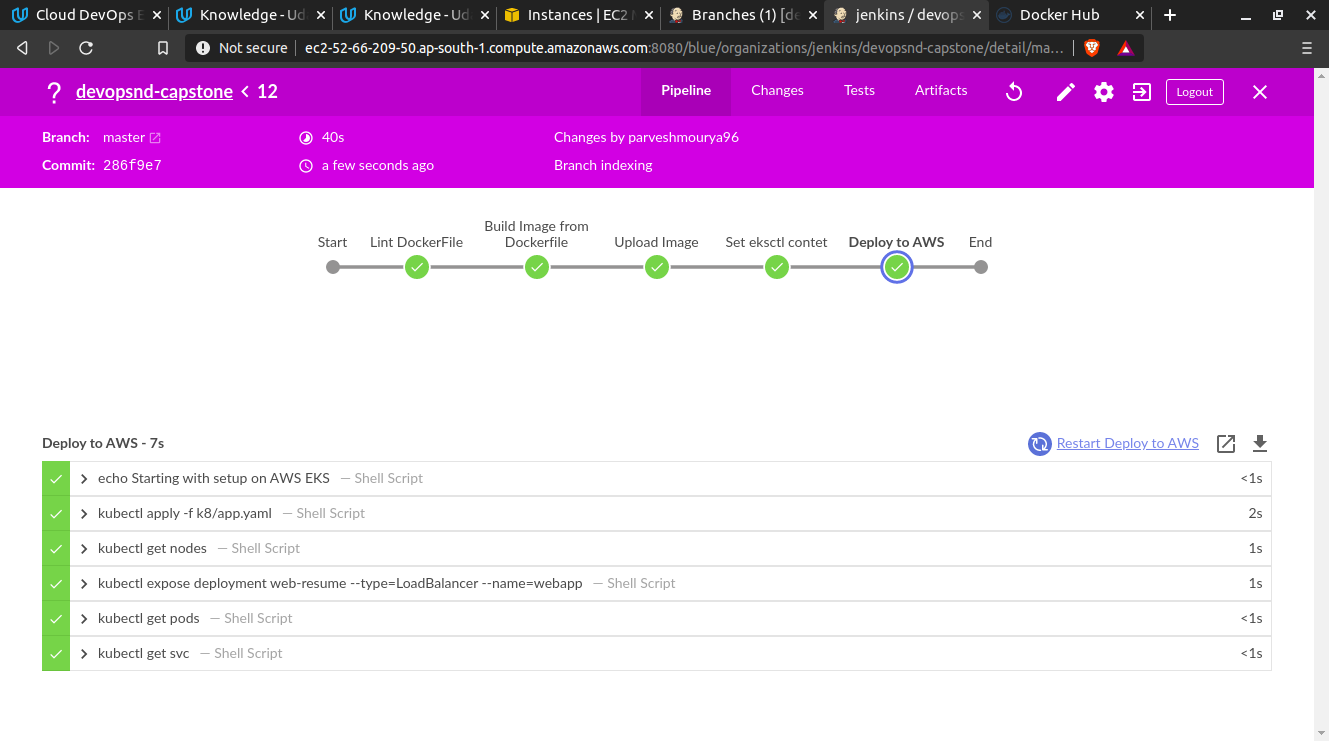 Cloud DevOps E
Knowledge - Ud
Knowledge - Ud
Instances | EC2 M
Branches (1) [de
jenkins / devops
Docker Hub
Not secure
ec2-52-66-209-50.ap-south-1.compute.amazonaws.com:8080/blue/organizations/jenkins/devopsnd-capstone/detail/ma...
devopsnd-capstone < 12
Pipeline
Changes
Tests
Artifacts
Logout
Branch: master
40s
Changes by parveshmourya96
Commit: 286f9e7
a few seconds ago
Branch indexing
Start
Lint DockerFile
Build Image from
Dockerfile
Upload Image
Set eksctl contet
Deploy to AWS
End
Deploy to AWS - 7s
Restart Deploy to AWS
echo Starting with setup on AWS EKS — Shell Script <1s
kubectl apply -f k8/app.yaml — Shell Script 2s
kubectl get nodes — Shell Script 1s
kubectl expose deployment web-resume --type=LoadBalancer --name=webapp — Shell Script 1s
kubectl get pods — Shell Script <1s
kubectl get svc — Shell Script <1s